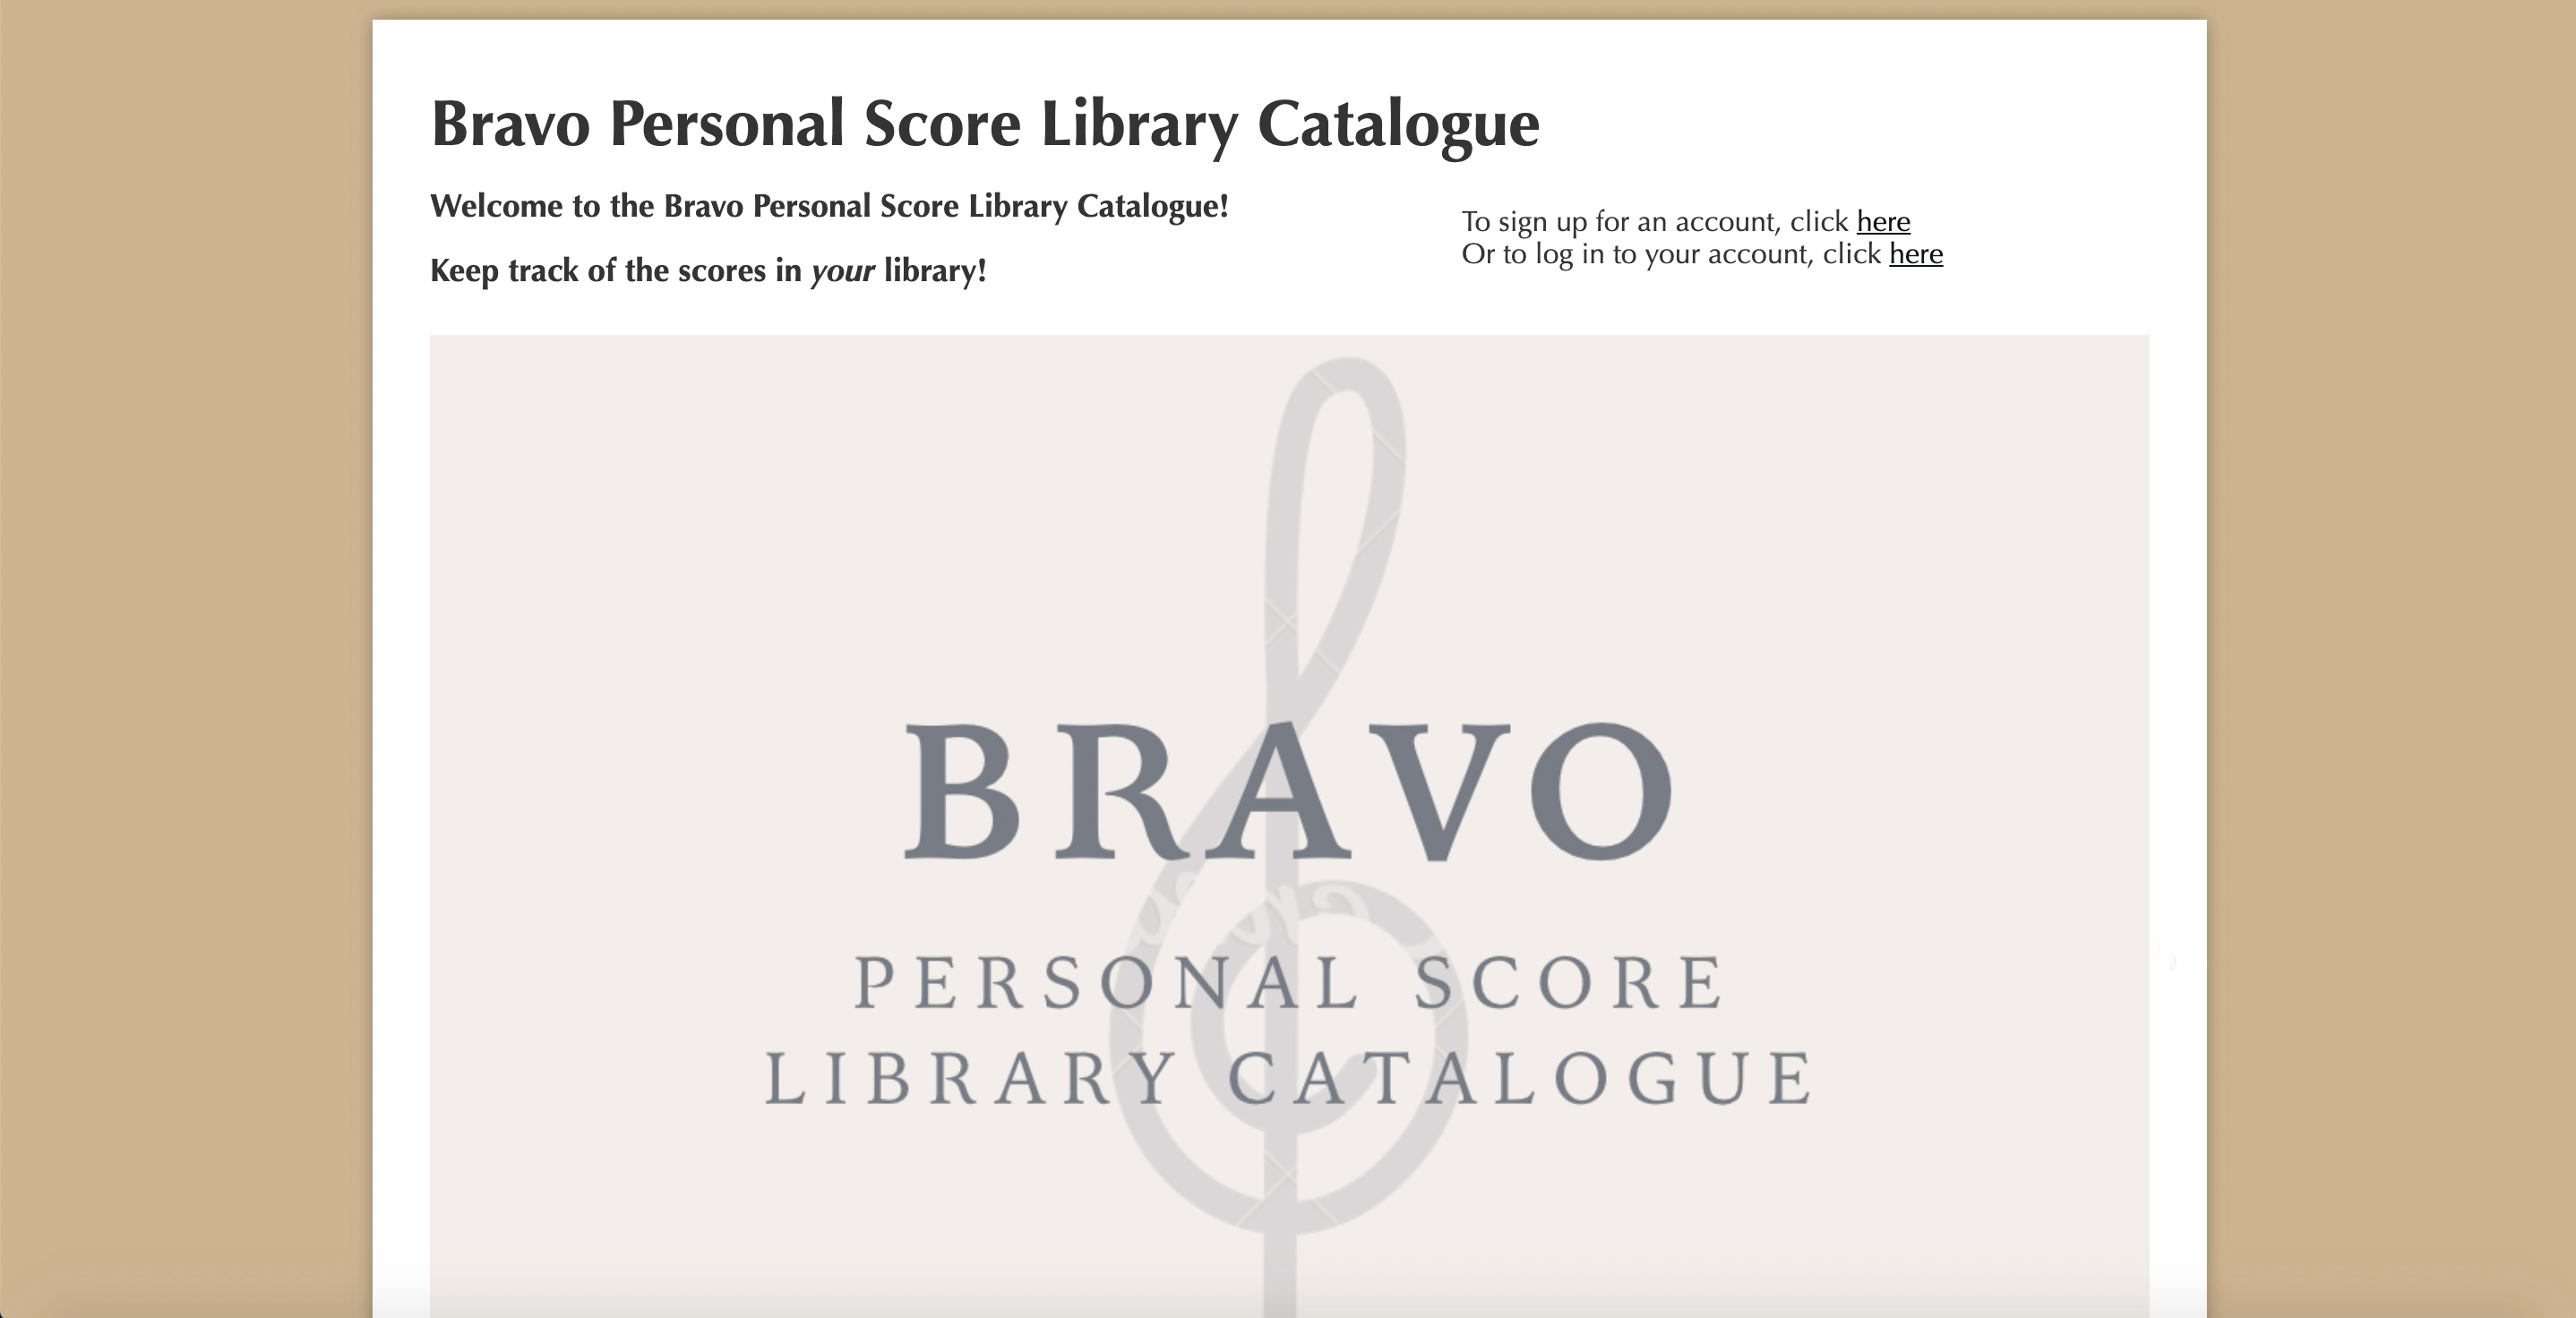 Bravo Personal Score Library Catalogue
Welcome to the Bravo Personal Score Library Catalogue!
Keep track of the scores in your library!
To sign up for an account, click here
Or to log in to your account, click here
BRAVO
PERSONAL SCORE
LIBRARY CATALOGUE